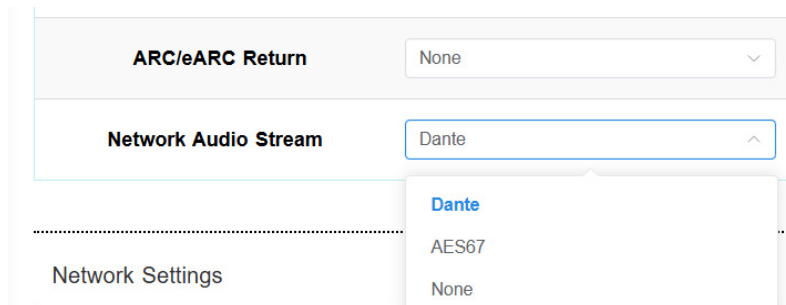 ARC/eARC Return None
Network Audio Stream Dante
Dante
AES67
Network Settings
None